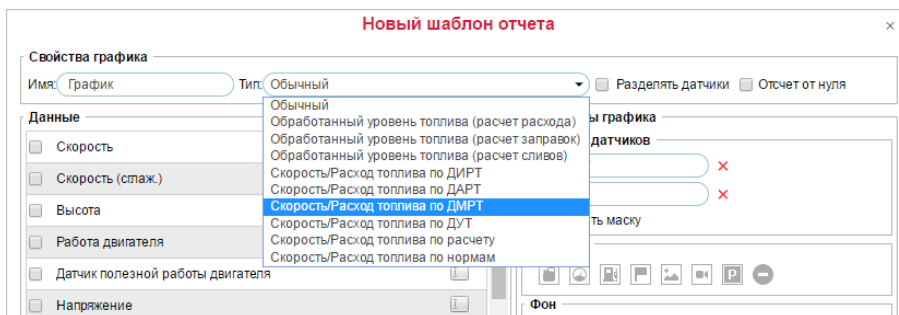 Новый шаблон отчета
×
Свойства графика
Имя: График Тип: Обычный Разделять датчики Отсчет от нуля
Обычный
Обработанный уровень топлива (расчет расхода)
Обработанный уровень топлива (расчет заправок)
Обработанный уровень топлива (расчет сливов)
Скорость/Расход топлива по ДИРТ
Скорость/Расход топлива по ДАРТ
Скорость/Расход топлива по ДМРТ
Скорость/Расход топлива по ДУТ
Скорость/Расход топлива по расчету
Скорость/Расход топлива по нормам
Данные
Скорость
Скорость (сглаж.)
Высота
Работа двигателя
Датчик полезной работы двигателя
Напряжение
ы графика
датчиков
ть маску
P
Фон